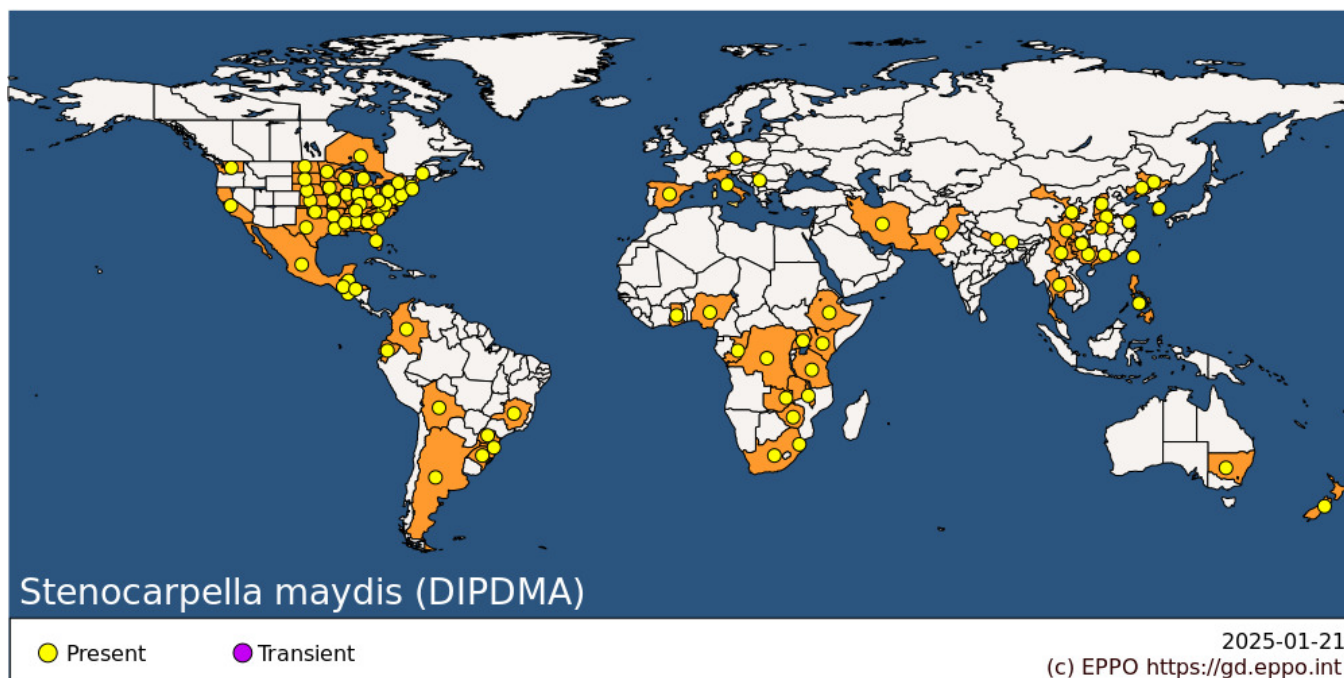 Stenocarpella maydis (DIPDMA)
Present
Transient
2025-01-21
(c) EPPO https://gd.eppo.int